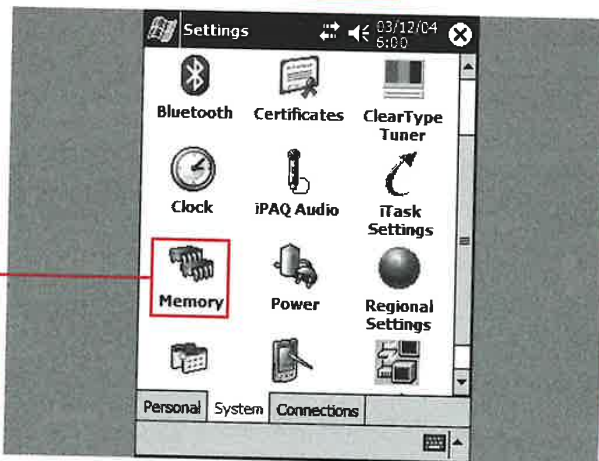 Settings
03/12/04
5:00
Bluetooth Certificates ClearType
Tuner
Clock iPAQ Audio iTask
Settings
Memory Power Regional
Settings
Personal System Connections